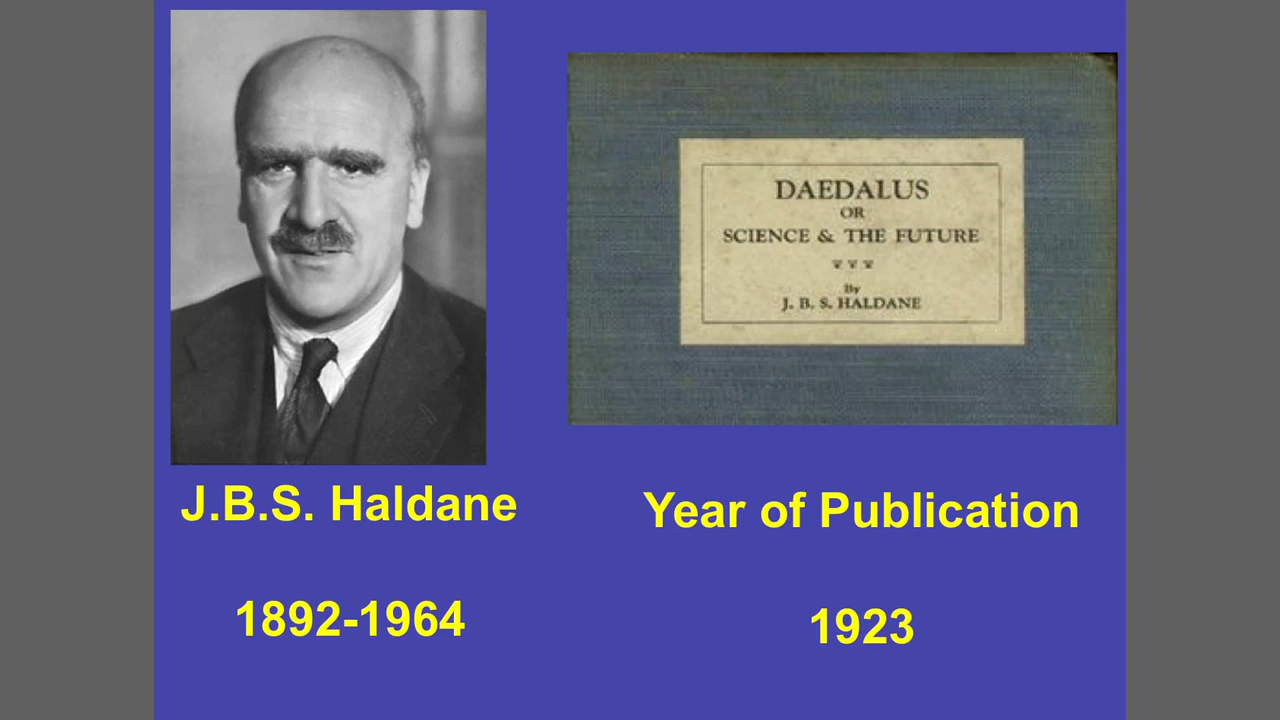 DAEDALUS
OR
SCIENCE & THE FUTURE
By
J. B. S. HALDANE
J.B.S. Haldane
Year of Publication
1892-1964
1923